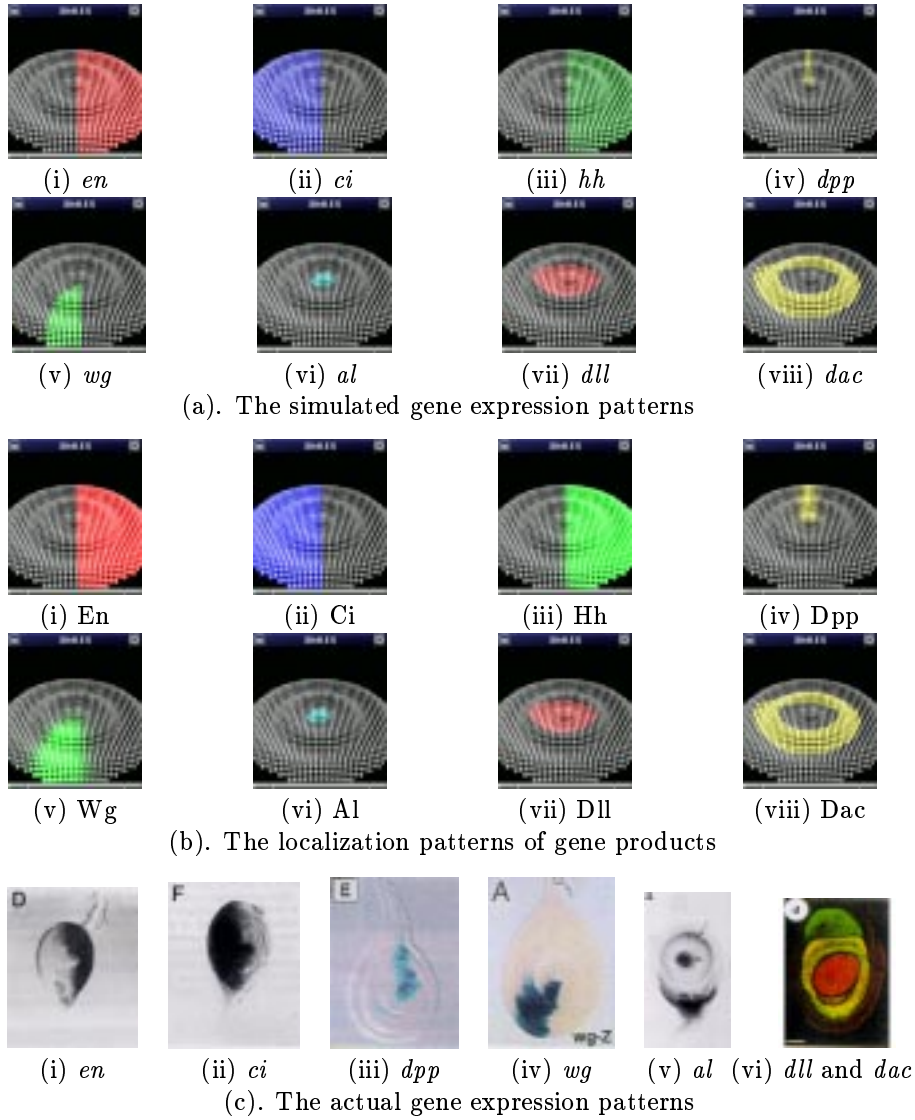 (i) en (ii) ci (iii) hh (iv) dpp
(v) wg (vi) al (vii) dll (viii) dac
(a). The simulated gene expression patterns
(i) En (ii) Ci (iii) Hh (iv) Dpp
(v) Wg (vi) Al (vii) Dll (viii) Dac
(b). The localization patterns of gene products
D F E A d
wg-Z
(i) en (ii) ci (iii) dpp (iv) wg (v) al (vi) dll and dac
(c). The actual gene expression patterns